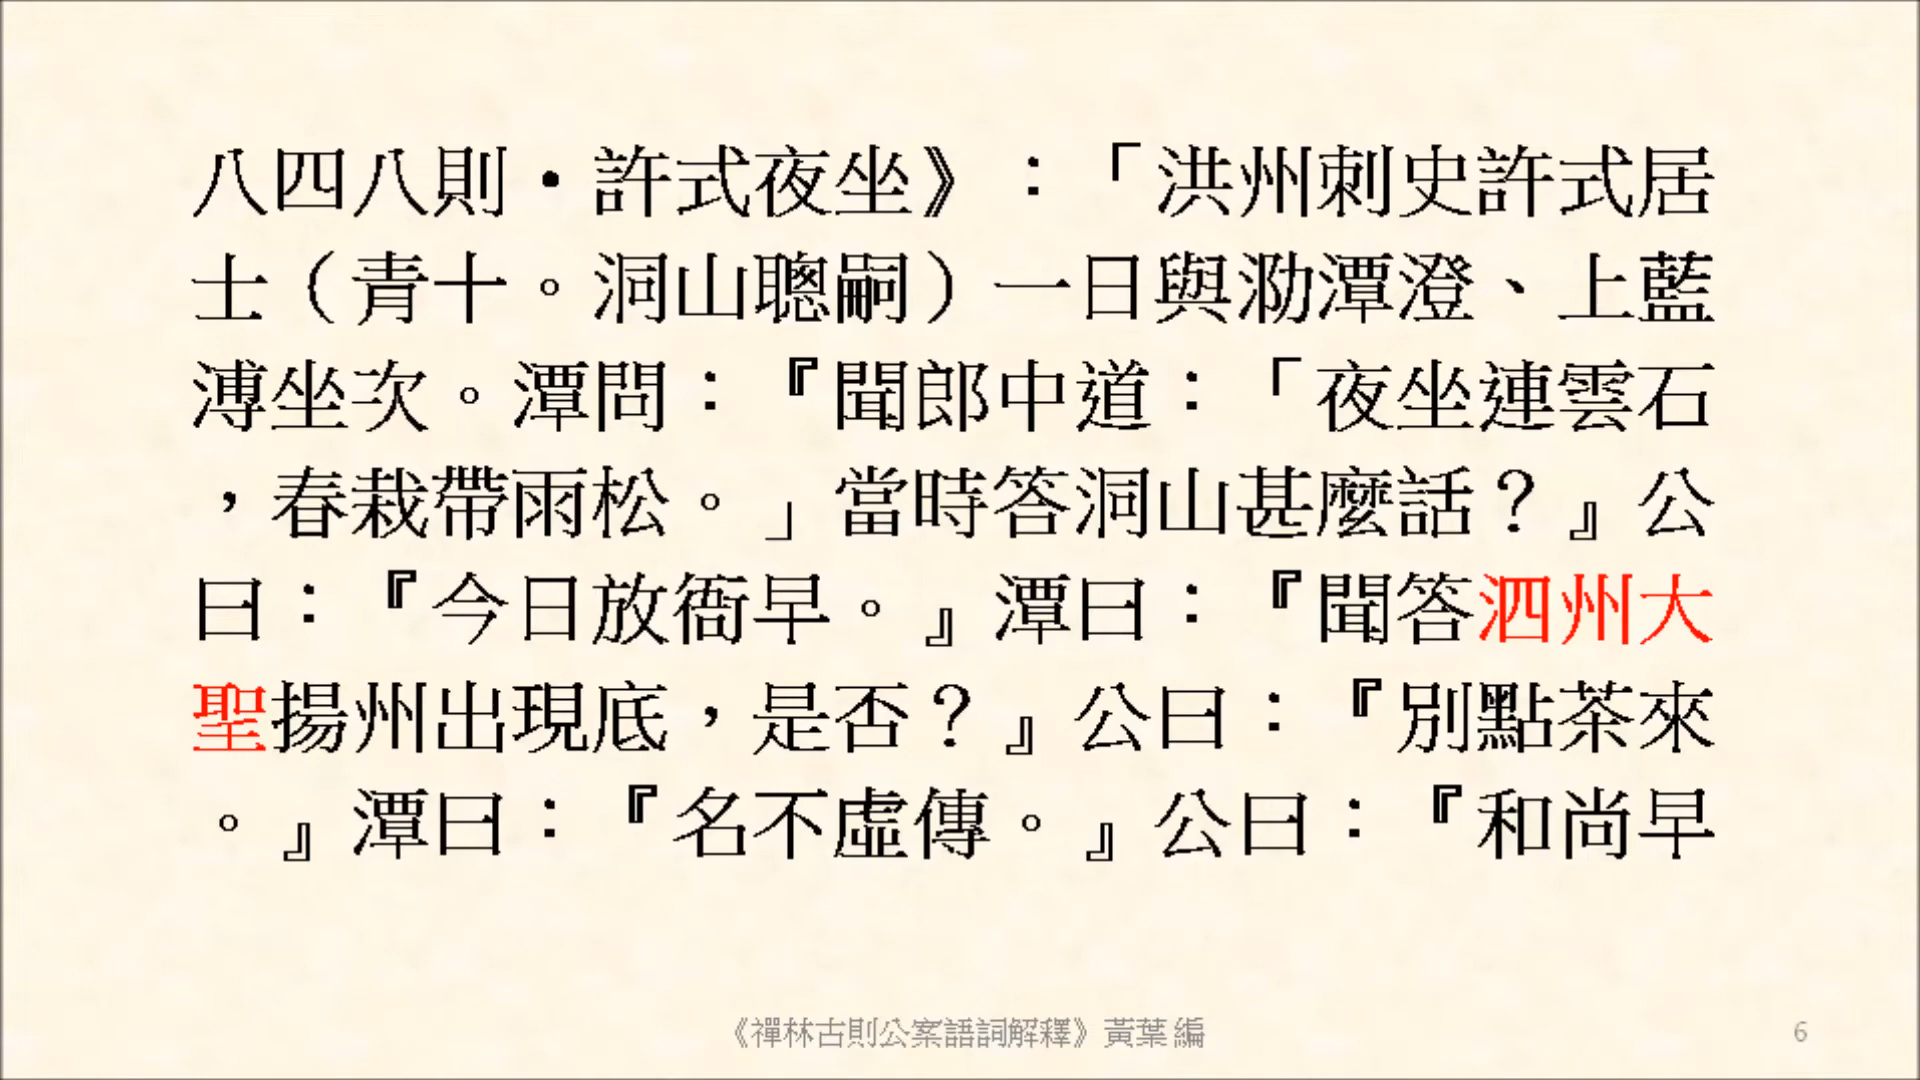 八四八則•許式夜坐》：「洪州刺史許式居
士（青十。洞山聰嗣）一日與泐潭澄、上藍
溥坐次。潭問：『聞郎中道：「夜坐連雲石
，春栽帶雨松。」當時答洞山甚麼話？』公
曰：『今日放衙早。』潭曰：『聞答泗州大
聖揚州出現底，是否？』公曰：『別點茶來
。』潭曰：『名不虛傳。』公曰：『和尚早
《禪林古則公案語詞解釋》黃葉 編
6